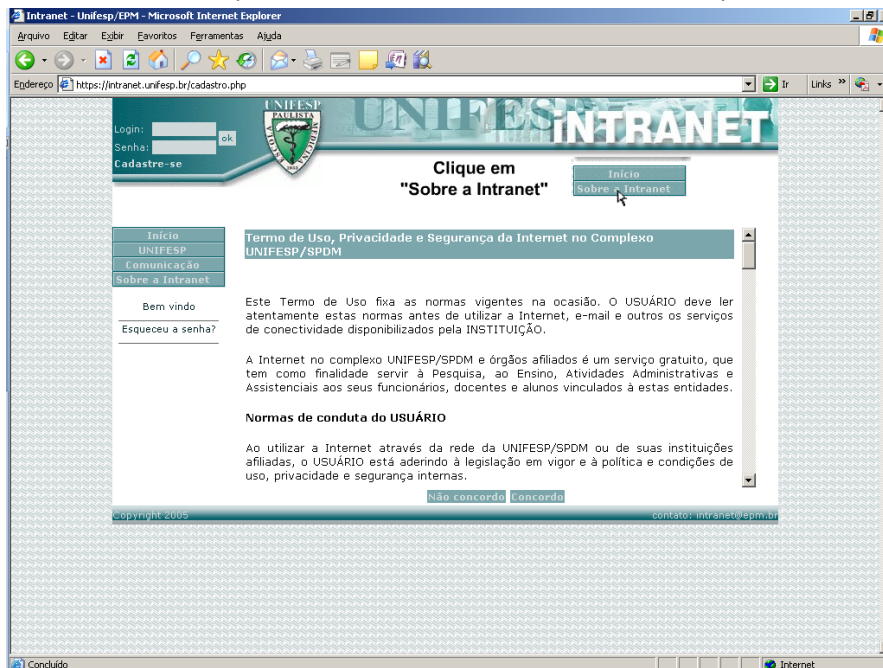 Intranet - Unifesp/EPM - Microsoft Internet Explorer
Arquivo Editar Exibir Favoritos Ferramentas Ajuda
Endereço https://intranet.unifesp.br/cadastro.php Ir Links »
UNIFESP
PAULISTA
ESCOLA
MEDICINA
1933
UNIFESP
INTRANET
Login:
ok
Senha:
Cadastre-se
Clique em
"Sobre a Intranet"
Início
Sobre a Intranet
Início
UNIFESP
Comunicação
Sobre a Intranet
Bem vindo
Esqueceu a senha?
Termo de Uso, Privacidade e Segurança da Internet no Complexo
UNIFESP/SPDM
Este Termo de Uso fixa as normas vigentes na ocasião. O USUÁRIO deve ler
atentamente estas normas antes de utilizar a Internet, e-mail e outros os serviços
de conectividade disponibilizados pela INSTITUIÇÃO.
A Internet no complexo UNIFESP/SPDM e órgãos afiliados é um serviço gratuito, que
tem como finalidade servir à Pesquisa, ao Ensino, Atividades Administrativas e
Assistenciais aos seus funcionários, docentes e alunos vinculados à estas entidades.
Normas de conduta do USUÁRIO
Ao utilizar a Internet através da rede da UNIFESP/SPDM ou de suas instituições
afiliadas, o USUÁRIO está aderindo à legislação em vigor e à política e condições de
uso, privacidade e segurança internas.
Não concordo Concordo
Copyright 2005 contato: intranet@epm.br
Concluído Internet